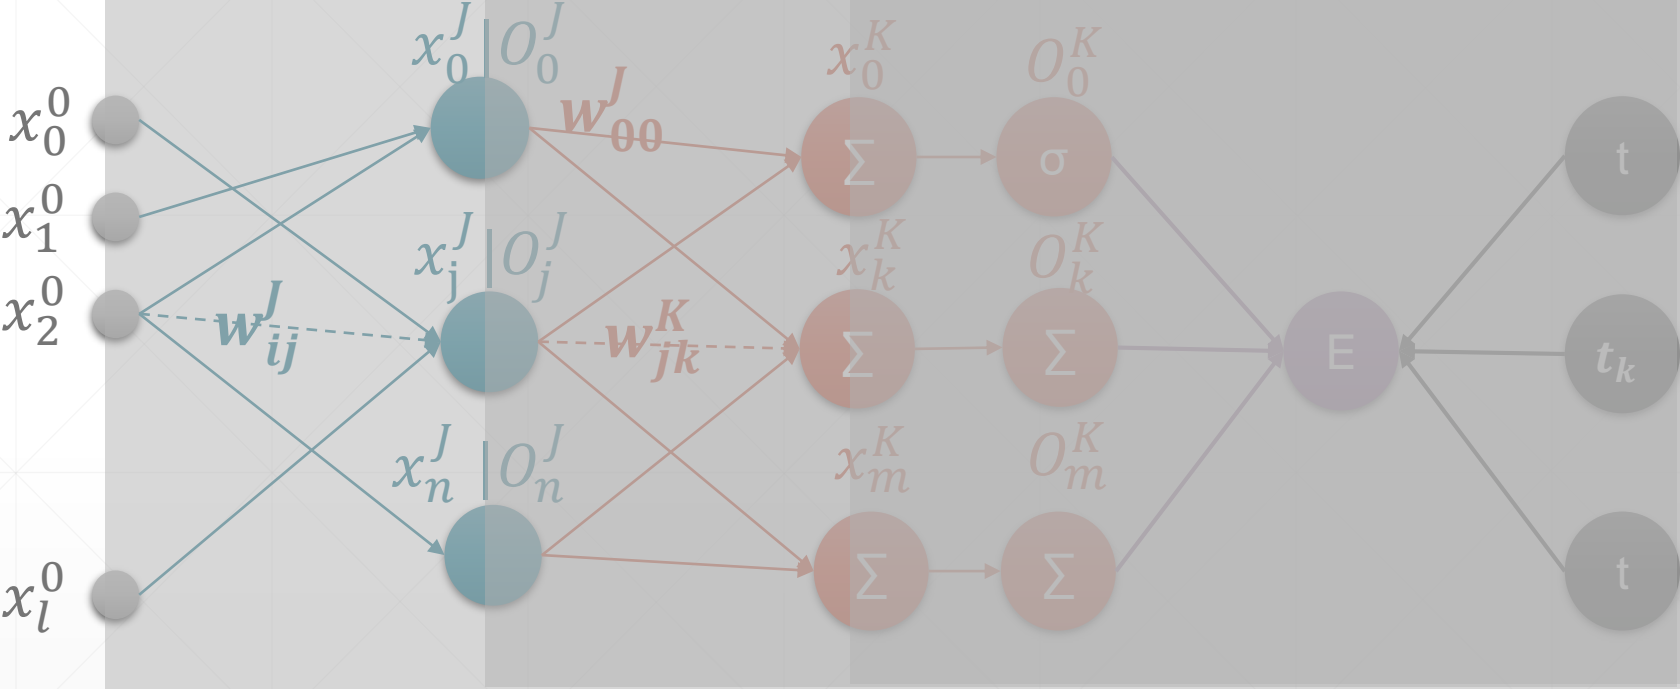 x_0^J | O_0^J
x_0^K
O_0^K
x_0^0
w_00^J
∑
σ
t
x_1^0
x_j^J | O_j^J
x_k^K
O_k^K
x_2^0
w_ij^J
w_jk^K
∑
∑
E
t_k
x_n^J | O_n^J
x_m^K
O_m^K
x_l^0
∑
∑
t